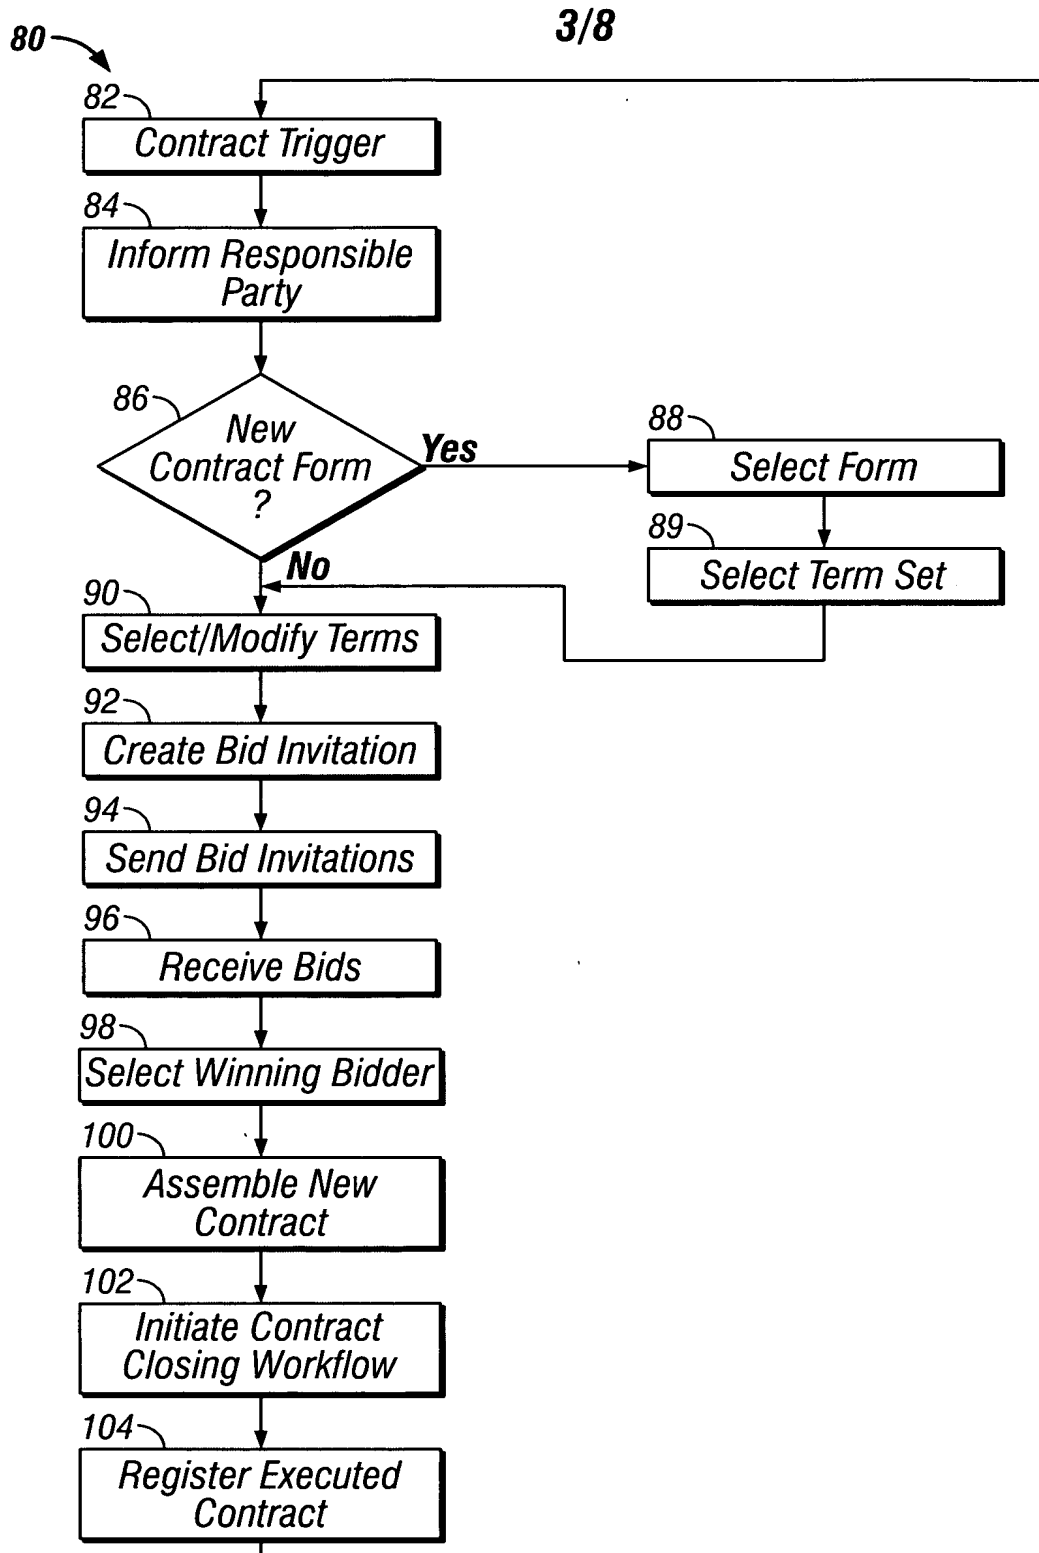 3/8
80
82
Contract Trigger
84
Inform Responsible
Party
86
New
Contract Form
?
Yes
88
Select Form
89
Select Term Set
No
90
Select/Modify Terms
92
Create Bid Invitation
94
Send Bid Invitations
96
Receive Bids
98
Select Winning Bidder
100
Assemble New
Contract
102
Initiate Contract
Closing Workflow
104
Register Executed
Contract